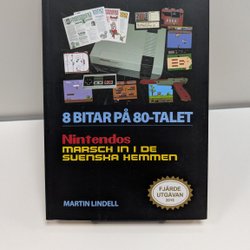 8 BITAR PÅ 80-TALET
Nintendos
MARSCH IN I DE
SVENSKA HEMMEN
MARTIN LINDELL
FJÄRDE
UTGÅVAN